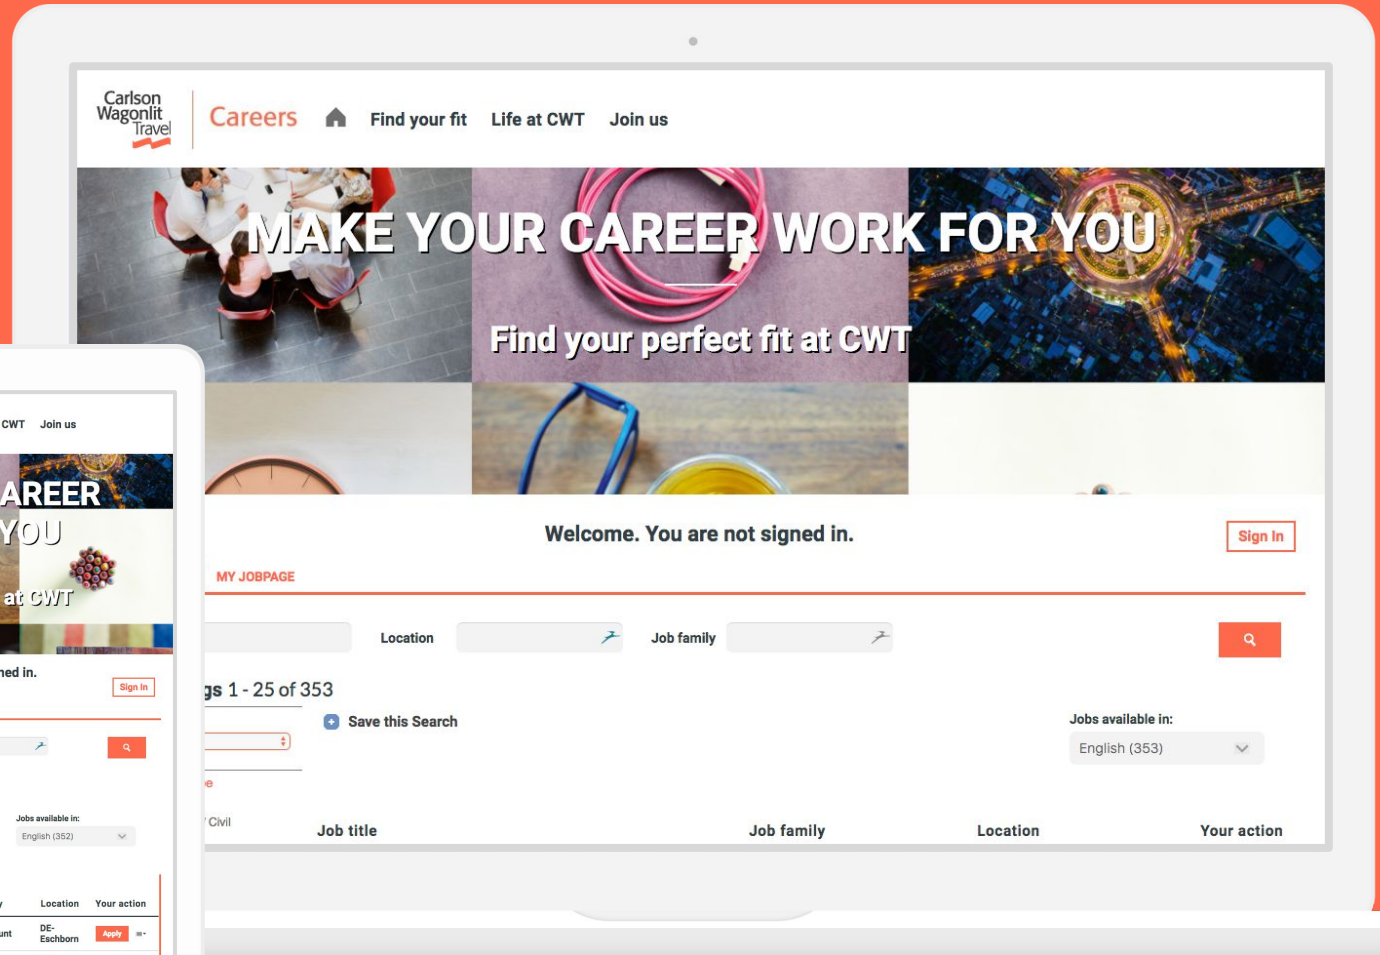 Carlson
Wagonlit
Travel
Careers
Find your fit
Life at CWT
Join us
MAKE YOUR CAREER WORK FOR YOU
Find your perfect fit at CWT
Welcome. You are not signed in.
Sign In
MY JOBPAGE
Location
Job family
gs 1 - 25 of 353
Save this Search
Jobs available in:
English (353)
Civil
Job title
Job family
Location
Your action
CWT
Join us
AREER
YOU
at CWT
ned in.
Sign In
Jobs available in:
English (352)
Location
Your action
unt
DE-
Eschborn
Apply